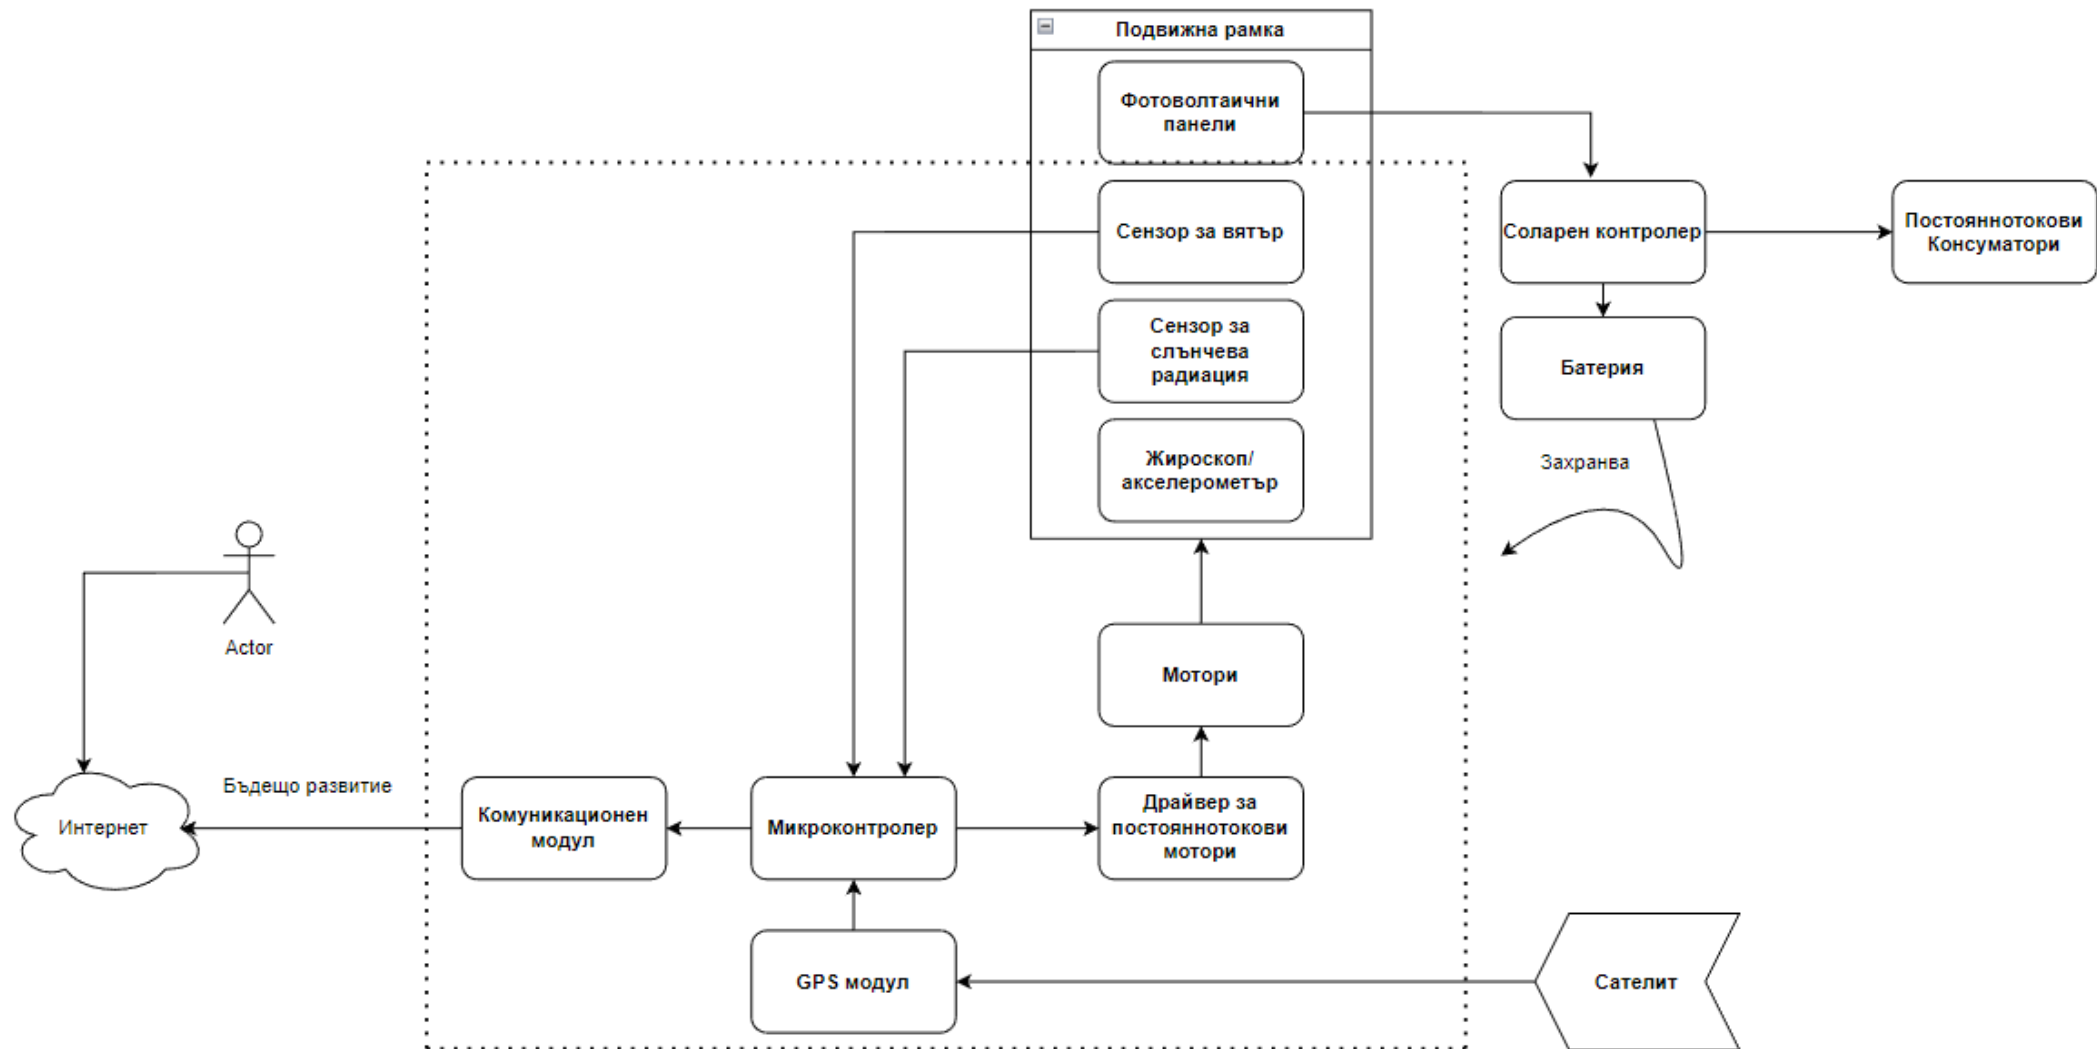 Подвижна рамка
Фотоволтаични
панели
Сензор за вятър
Соларен контролер
Постояннотокови
Консуматори
Сензор за
слънчева
радиация
Батерия
Жироскоп/
акселерометър
Захранва
Actor
Мотори
Бъдещо развитие
Интернет
Комуникационен
модул
Микроконтролер
Драйвер за
постояннотокови
мотори
GPS модул
Сателит